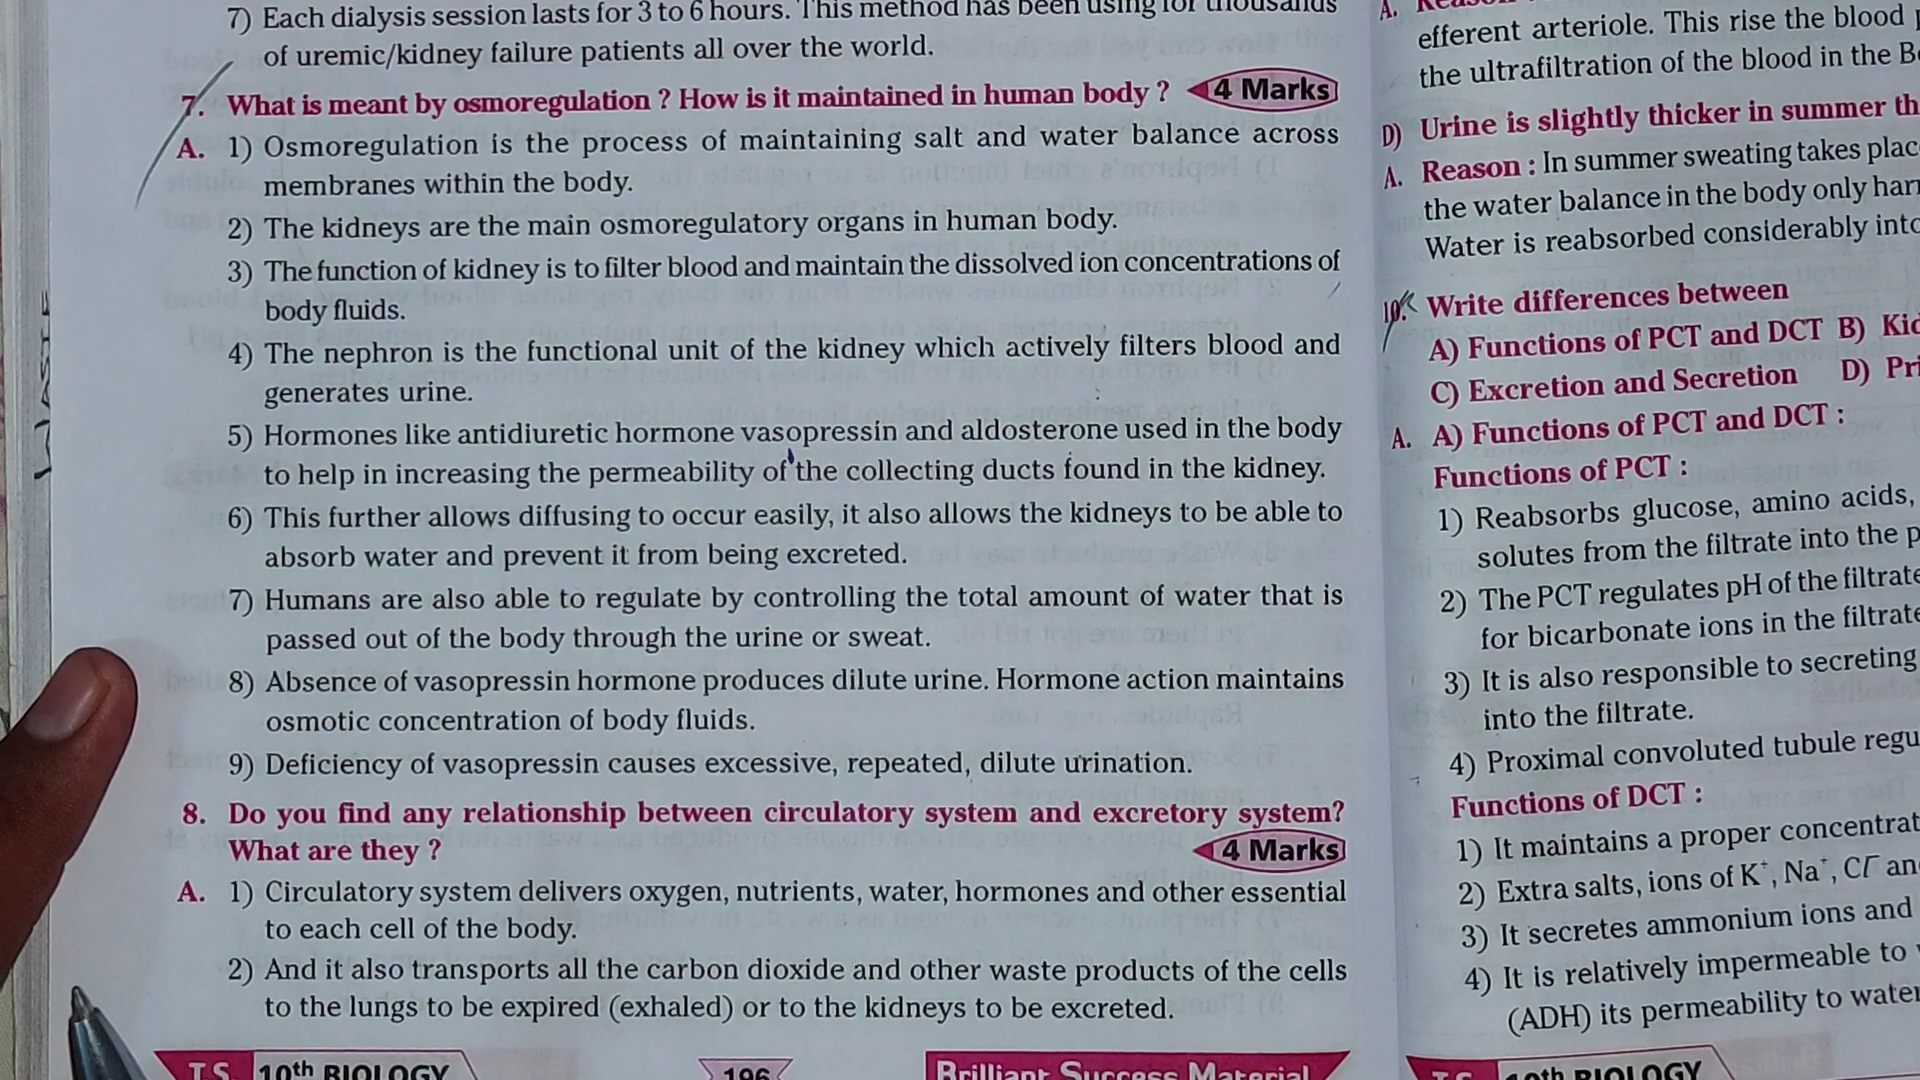 7) Each dialysis session lasts for 3 to 6 hours. This method has been using for thousands
of uremic/kidney failure patients all over the world.
7. What is meant by osmoregulation ? How is it maintained in human body ? 4 Marks
A. 1) Osmoregulation is the process of maintaining salt and water balance across
membranes within the body.
2) The kidneys are the main osmoregulatory organs in human body.
3) The function of kidney is to filter blood and maintain the dissolved ion concentrations of
body fluids.
4) The nephron is the functional unit of the kidney which actively filters blood and
generates urine.
5) Hormones like antidiuretic hormone vasopressin and aldosterone used in the body
to help in increasing the permeability of the collecting ducts found in the kidney.
6) This further allows diffusing to occur easily, it also allows the kidneys to be able to
absorb water and prevent it from being excreted.
7) Humans are also able to regulate by controlling the total amount of water that is
passed out of the body through the urine or sweat.
8) Absence of vasopressin hormone produces dilute urine. Hormone action maintains
osmotic concentration of body fluids.
9) Deficiency of vasopressin causes excessive, repeated, dilute urination.
8. Do you find any relationship between circulatory system and excretory system?
What are they ? 4 Marks
A. 1) Circulatory system delivers oxygen, nutrients, water, hormones and other essential
to each cell of the body.
2) And it also transports all the carbon dioxide and other waste products of the cells
to the lungs to be expired (exhaled) or to the kidneys to be excreted.
T.S. 10th BIOLOGY 196 Brilliant Success Material
A.
efferent arteriole. This rise the blood
the ultrafiltration of the blood in the
D) Urine is slightly thicker in summer
A. Reason : In summer sweating takes
the water balance in the body only
Water is reabsorbed considerably
10. Write differences between
A) Functions of PCT and DCT B)
C) Excretion and Secretion D)
A. A) Functions of PCT and DCT :
Functions of PCT :
1) Reabsorbs glucose, amino acids,
solutes from the filtrate into the
2) The PCT regulates pH of the
for bicarbonate ions in the
3) It is also responsible to secreting
into the filtrate.
4) Proximal convoluted tubule
Functions of DCT :
1) It maintains a proper
2) Extra salts, ions of K⁺, Na⁺, Cl⁻
3) It secretes ammonium ions and
4) It is relatively impermeable to
(ADH) its permeability to
T.S. 10th BIOLOGY